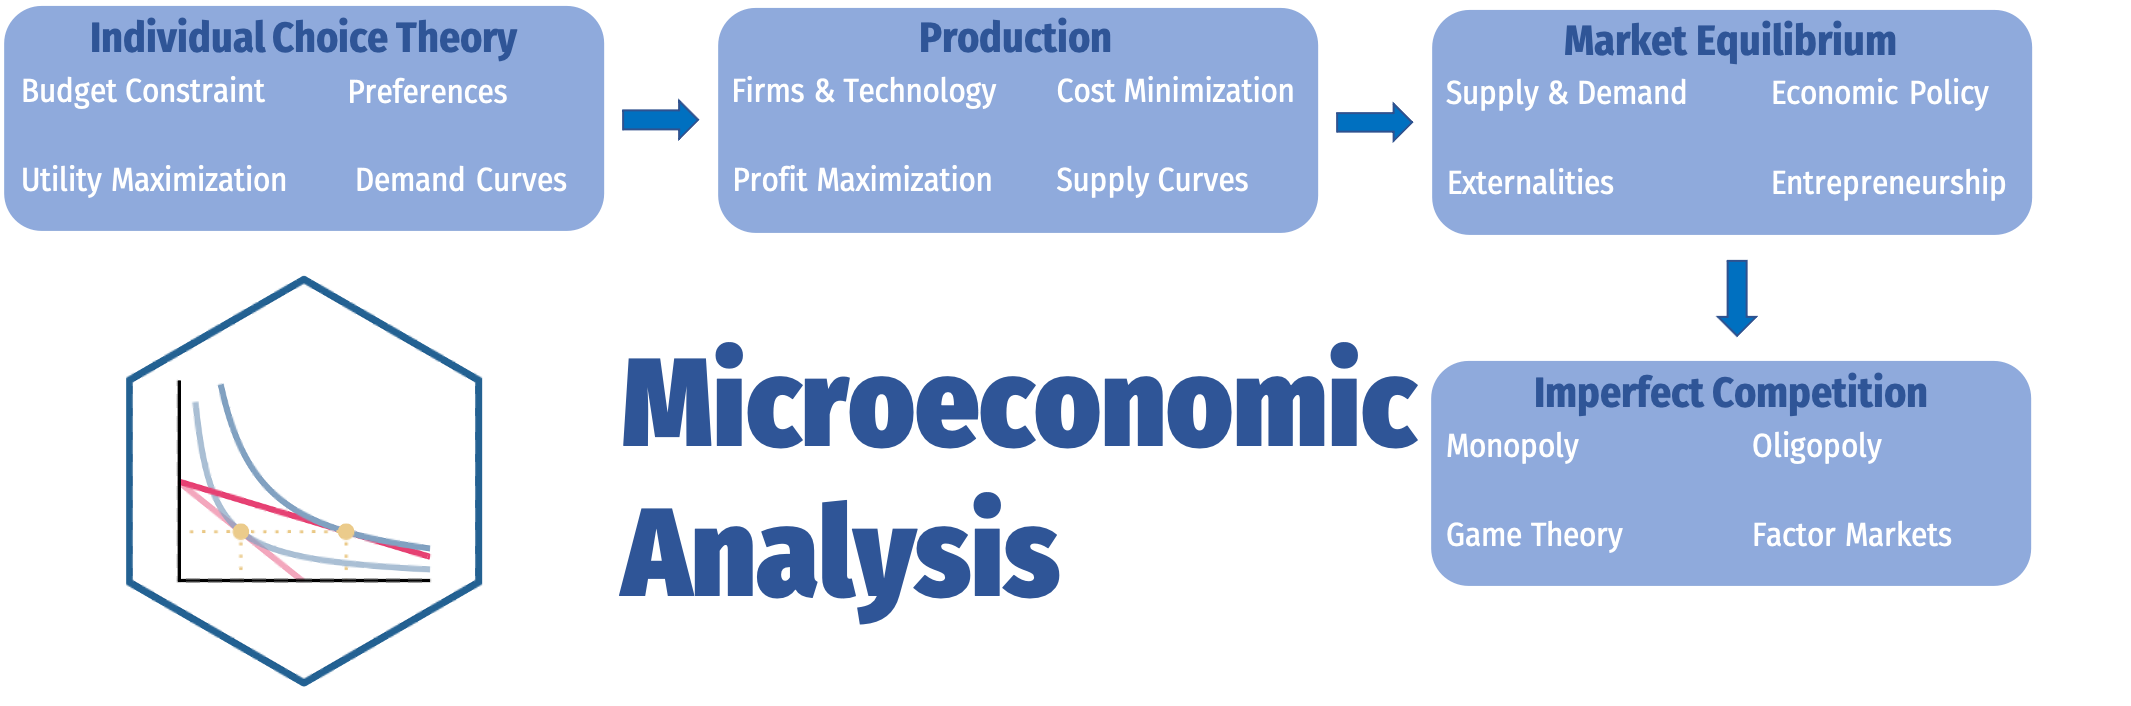 Individual Choice Theory
Budget Constraint Preferences
Utility Maximization Demand Curves
Production
Firms & Technology Cost Minimization
Profit Maximization Supply Curves
Market Equilibrium
Supply & Demand Economic Policy
Externalities Entrepreneurship
Imperfect Competition
Monopoly Oligopoly
Game Theory Factor Markets
Microeconomic
Analysis